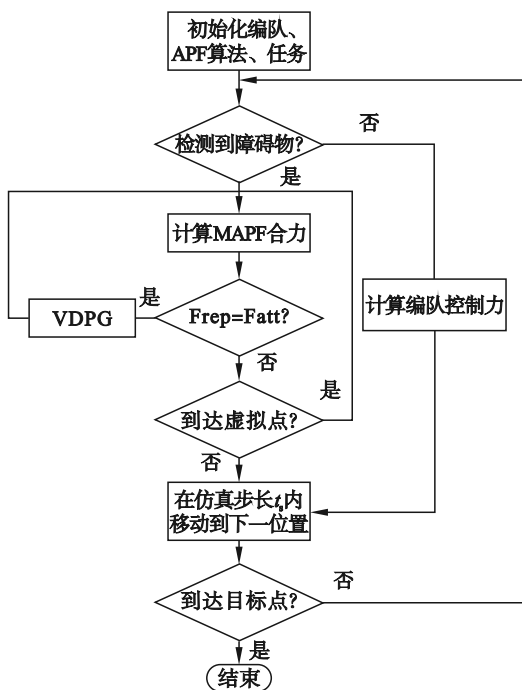 初始化编队、
APF算法、任务
检测到障碍物?
否
是
计算MAPF合力
计算编队控制力
是
VDPG
Frep=Fatt?
否
是
到达虚拟点?
否
在仿真步长ts内
移动到下一位置
否
到达目标点?
是
结束